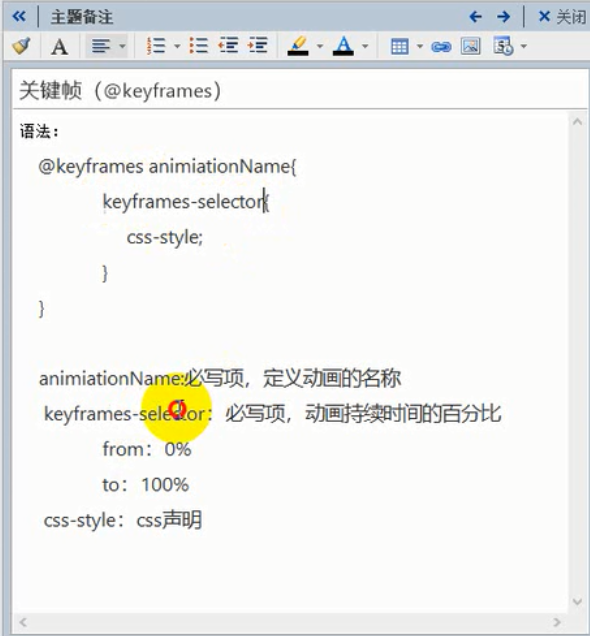 主题备注
关闭
关键帧（@keyframes）
语法：
@keyframes animiationName{
keyframes-selector{
css-style;
}
}
animiationName:必写项，定义动画的名称
keyframes-selector：必写项，动画持续时间的百分比
from：0%
to：100%
css-style：css声明